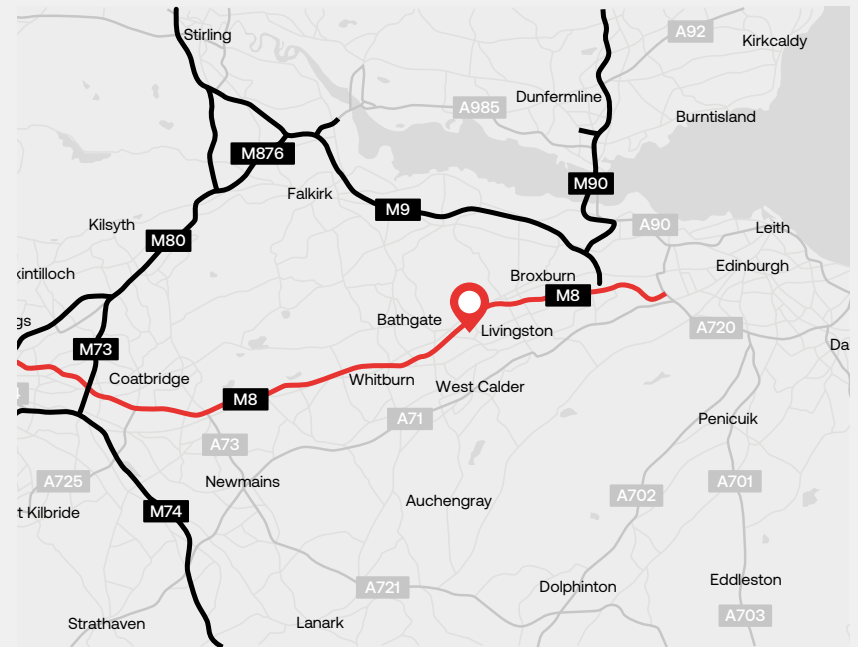 Stirling
A92
Kirkcaldy
Dunfermline
A985
Burntisland
M876
M90
Falkirk
M9
Kilsyth
M80
A90
Leith
kintilloch
Broxburn
Edinburgh
M8
gs
Bathgate
Livingston
A720
M73
Da
Coatbridge
Whitburn
West Calder
M8
A71
Penicuik
A73
Newmains
A725
A701
A702
Auchengray
t Kilbride
M74
A721
Dolphinton
Eddleston
A703
Strathaven
Lanark